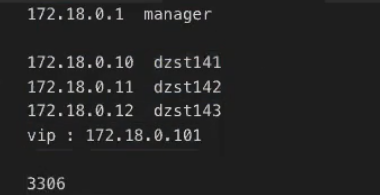 172.18.0.1 manager
172.18.0.10 dzst141
172.18.0.11 dzst142
172.18.0.12 dzst143
vip : 172.18.0.101
3306